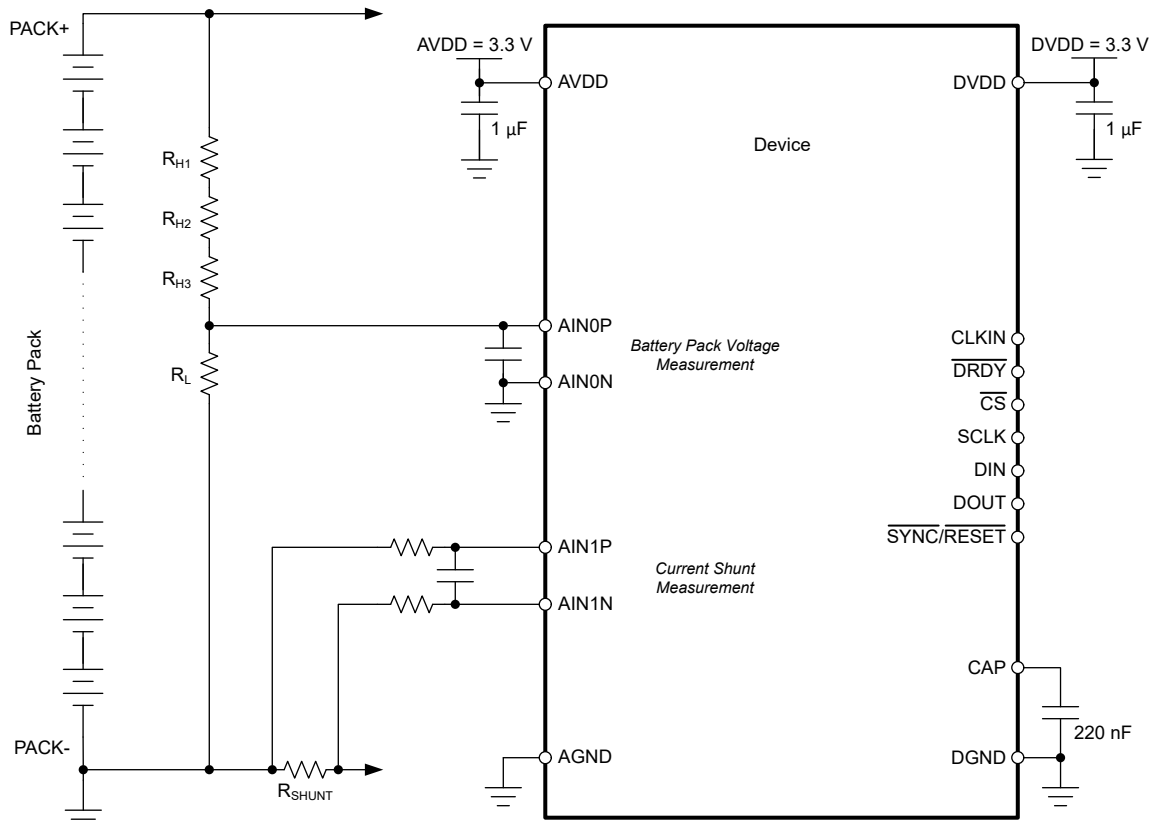 PACK+
AVDD = 3.3 V
DVDD = 3.3 V
AVDD
DVDD
1 µF
1 µF
Device
RH1
RH2
RH3
Battery Pack
RL
AIN0P
AIN0N
Battery Pack Voltage
Measurement
CLKIN
DRDY
CS
SCLK
DIN
DOUT
SYNC/RESET
AIN1P
AIN1N
Current Shunt
Measurement
CAP
220 nF
PACK-
RSHUNT
AGND
DGND